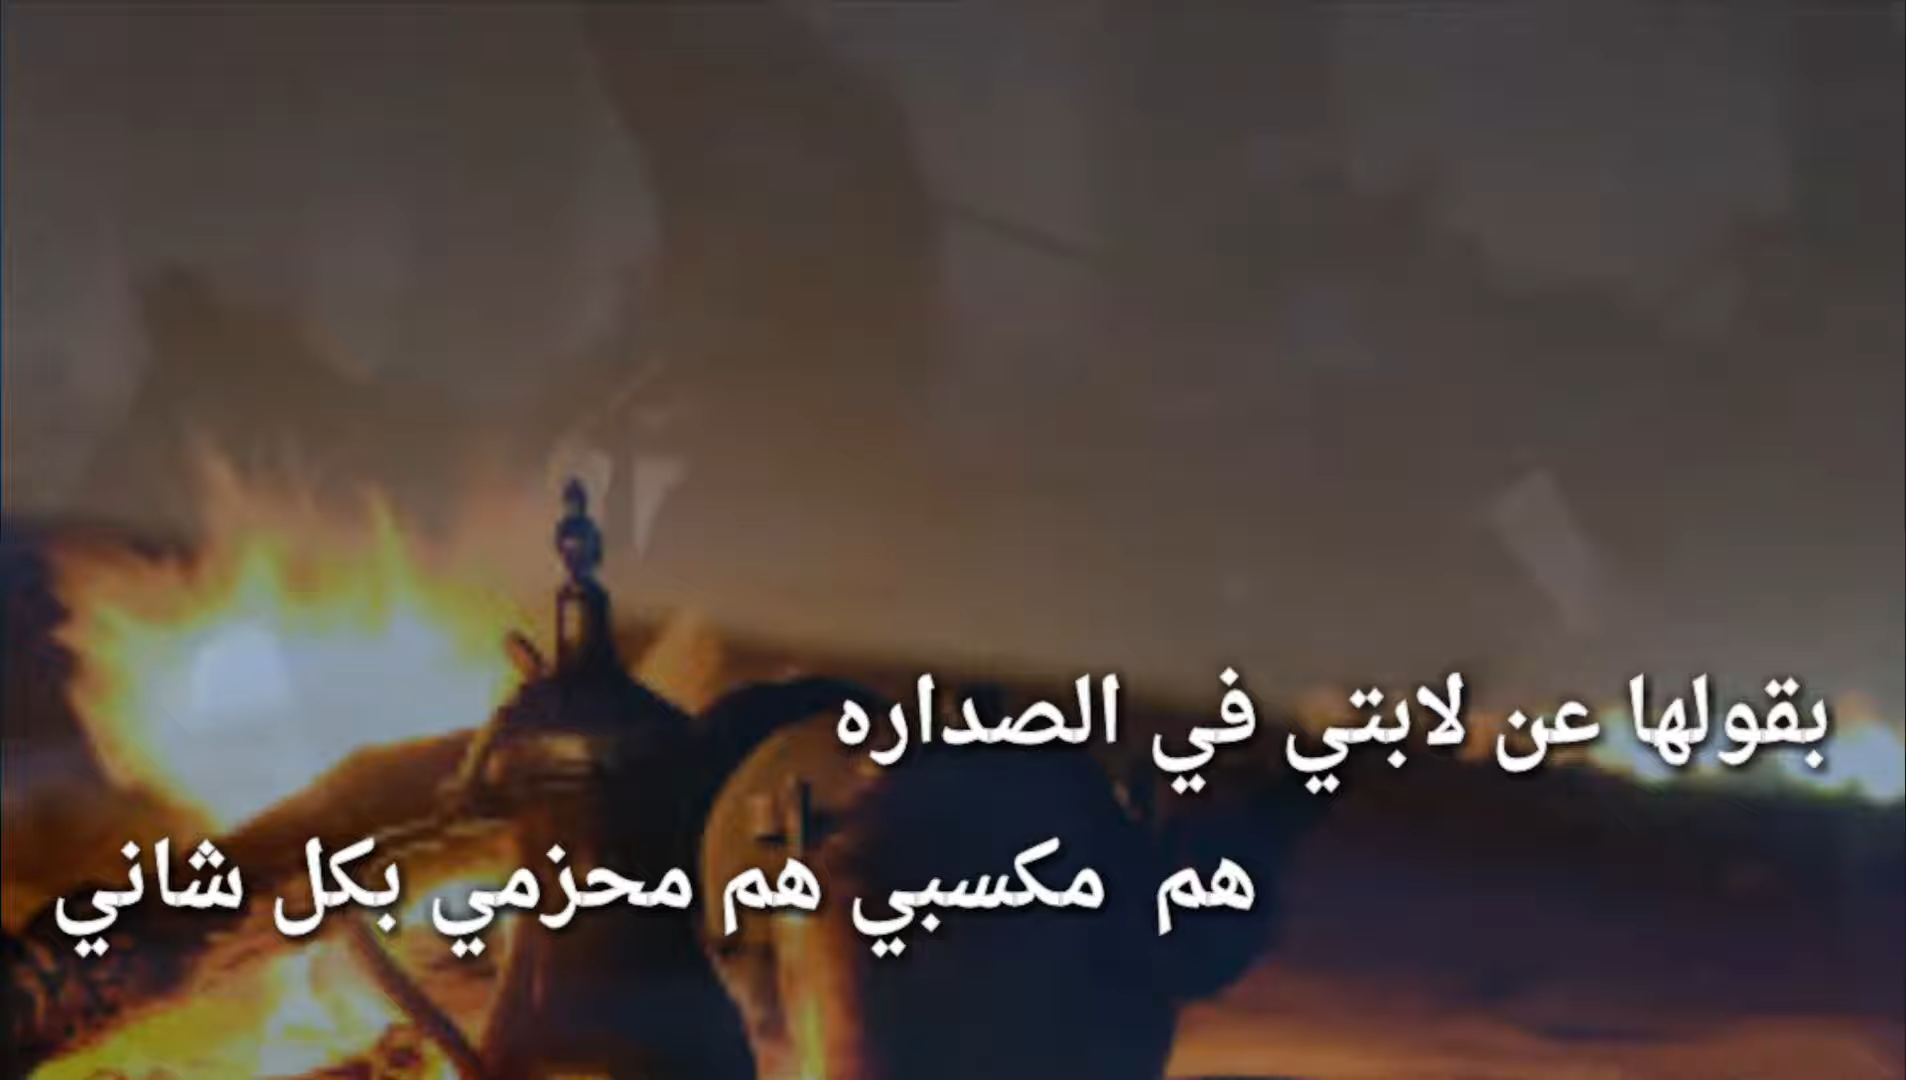 بقولها عن لابتي في الصداره
هم مكسبي هم محزمي بكل شاني